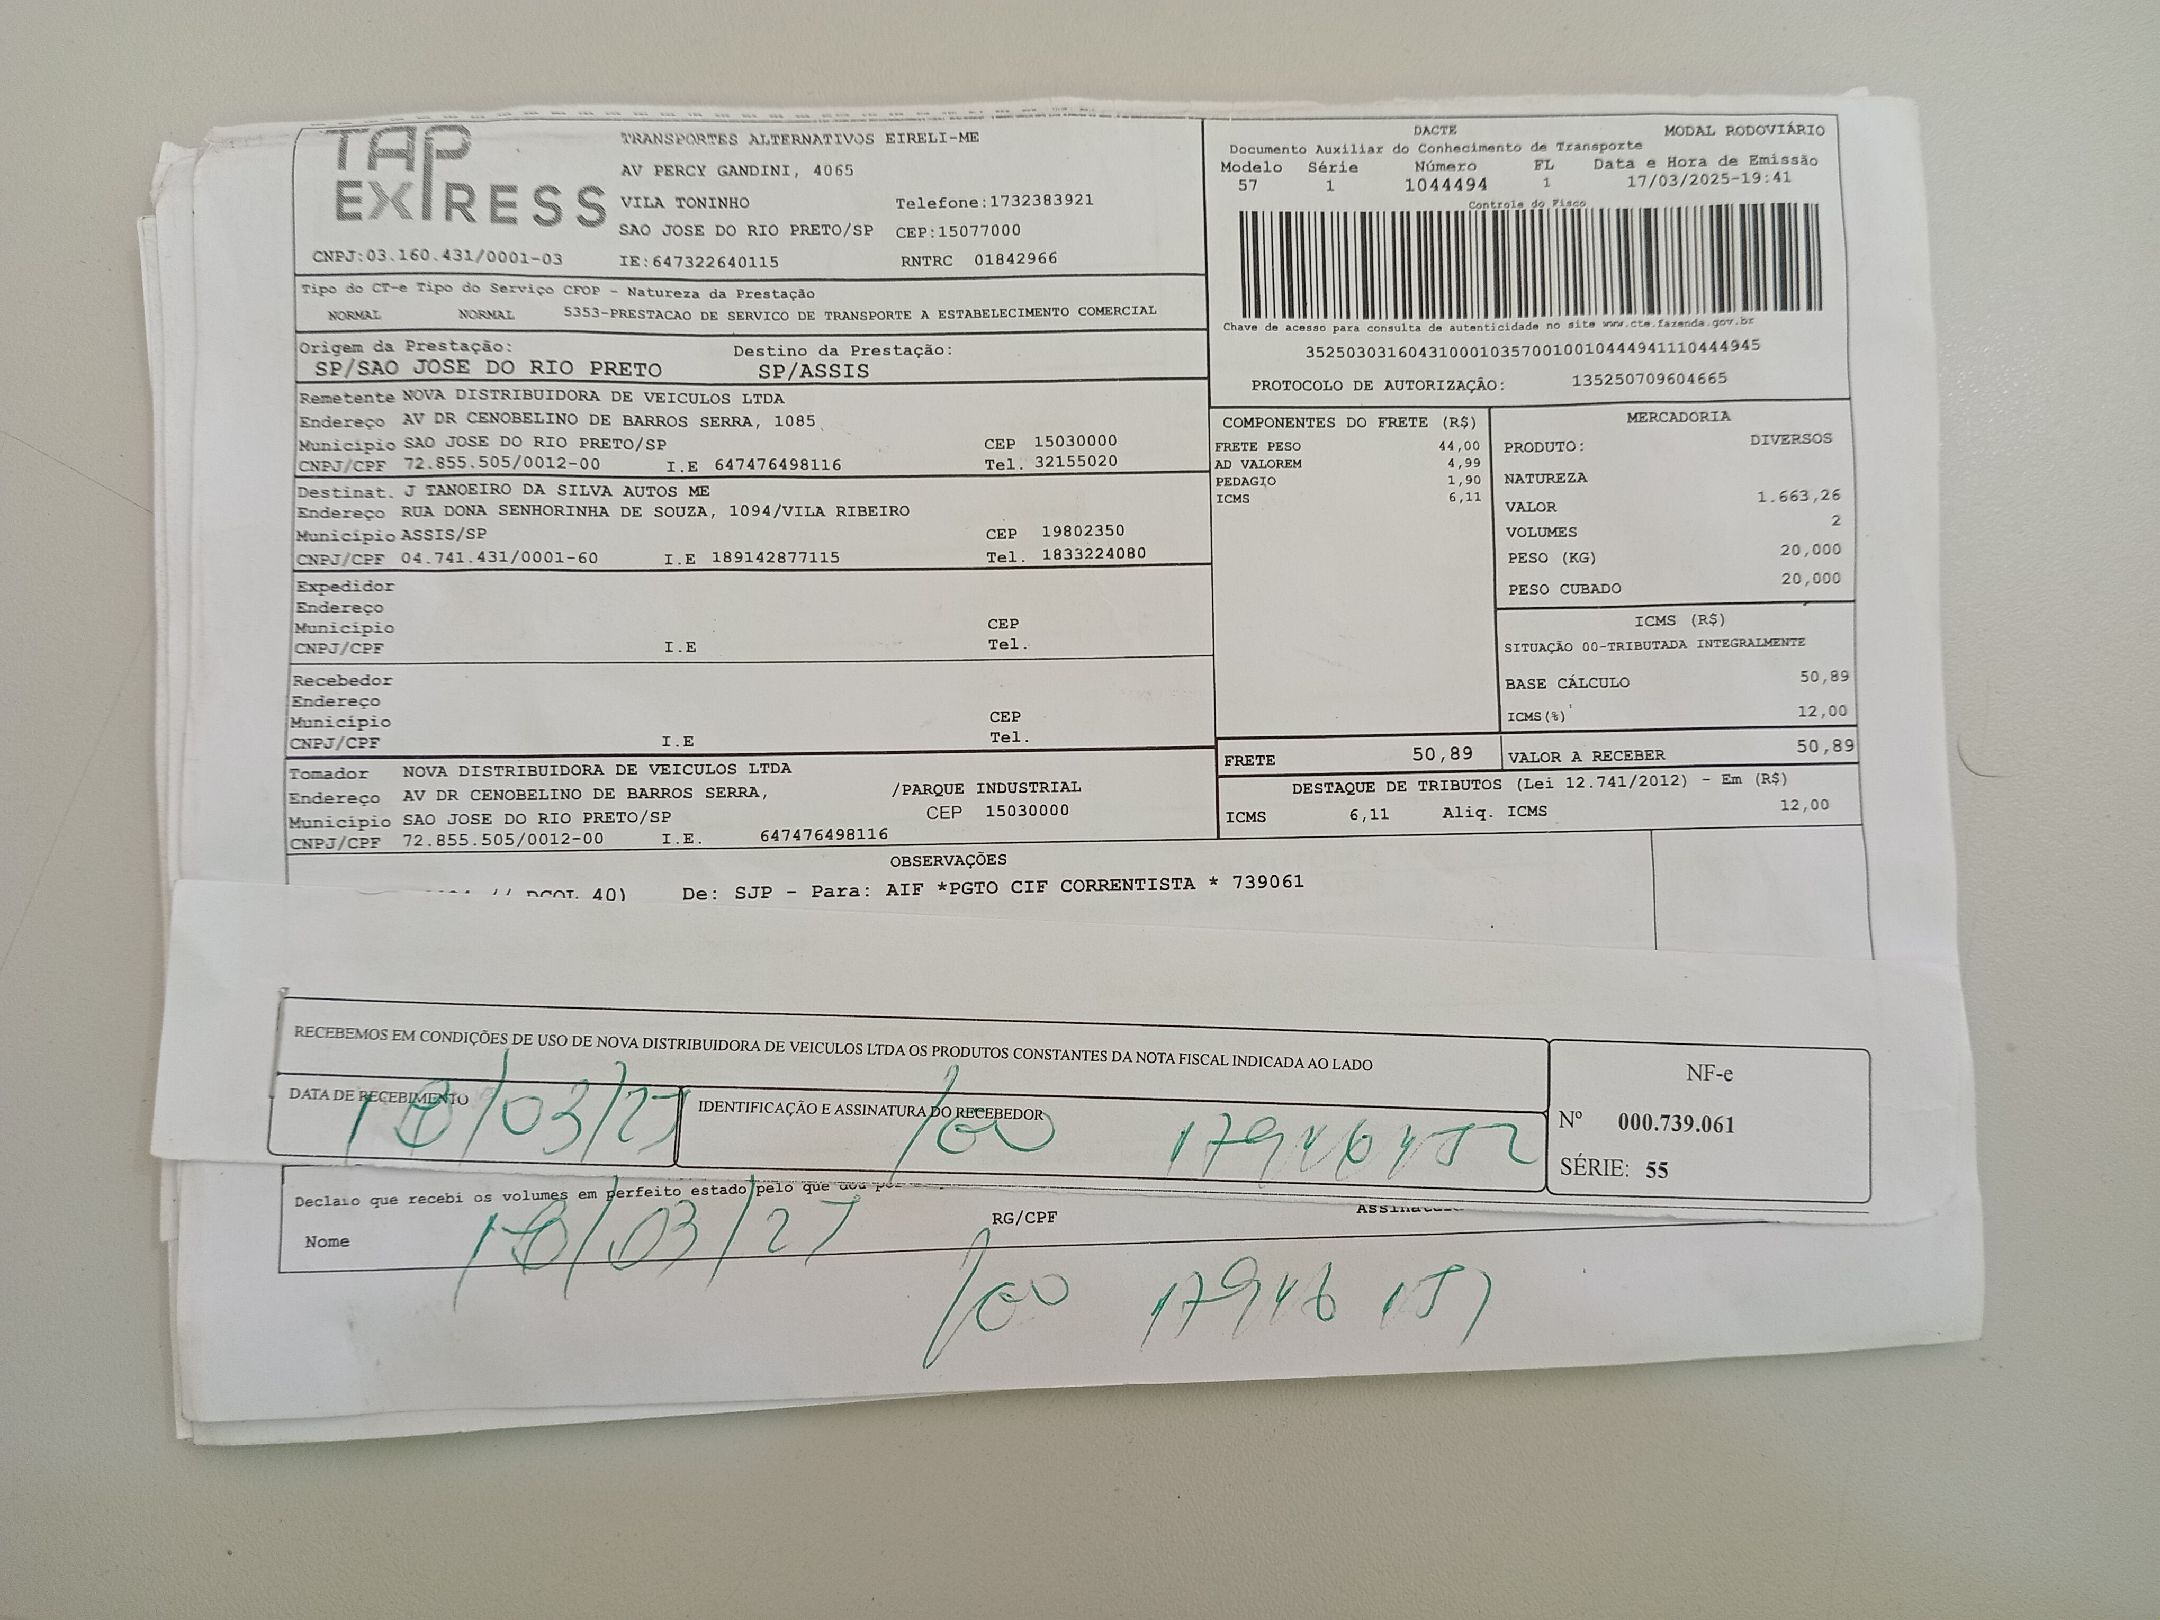 TAP EXPRESS
TRANSPORTES ALTERNATIVOS EIRELI-ME
AV PERCY GANDINI, 4065
VILA TONINHO Telefone:1732383921
SAO JOSE DO RIO PRETO/SP CEP:15077000
CNPJ:03.160.431/0001-03 IE:647322640115 RNTRC 01842966
DACTE MODAL RODOVIÁRIO
Documento Auxiliar do Conhecimento de Transporte
Modelo Série Número FL Data e Hora de Emissão
57 1 1044494 1 17/03/2025-19:41
Controle do Fisco
Chave de acesso para consulta de autenticidade no site www.cte.fazenda.gov.br
35250303160431000103570010010444941110444945
PROTOCOLO DE AUTORIZAÇÃO: 135250709604665
Tipo do CT-e Tipo do Serviço CFOP - Natureza da Prestação
NORMAL NORMAL 5353-PRESTACAO DE SERVICO DE TRANSPORTE A ESTABELECIMENTO COMERCIAL
Origem da Prestação: Destino da Prestação:
SP/SAO JOSE DO RIO PRETO SP/ASSIS
Remetente NOVA DISTRIBUIDORA DE VEICULOS LTDA
Endereço AV DR CENOBELINO DE BARROS SERRA, 1085
Município SAO JOSE DO RIO PRETO/SP CEP 15030000
CNPJ/CPF 72.855.505/0012-00 I.E 647476498116 Tel. 32155020
Destinat. J TANOEIRO DA SILVA AUTOS ME
Endereço RUA DONA SENHORINHA DE SOUZA, 1094/VILA RIBEIRO
Município ASSIS/SP CEP 19802350
CNPJ/CPF 04.741.431/0001-60 I.E 189142877115 Tel. 1833224080
Expedidor
Endereço
Município CEP
CNPJ/CPF I.E Tel.
Recebedor
Endereço
Município CEP
CNPJ/CPF I.E Tel.
Tomador NOVA DISTRIBUIDORA DE VEICULOS LTDA
Endereço AV DR CENOBELINO DE BARROS SERRA, /PARQUE INDUSTRIAL
Município SAO JOSE DO RIO PRETO/SP CEP 15030000
CNPJ/CPF 72.855.505/0012-00 I.E. 647476498116
COMPONENTES DO FRETE (R$)
FRETE PESO 44,00
AD VALOREM 4,99
PEDAGIO 1,90
ICMS 6,11
MERCADORIA
PRODUTO: DIVERSOS
NATUREZA
VALOR 1.663,26
VOLUMES 2
PESO (KG) 20,000
PESO CUBADO 20,000
ICMS (R$)
SITUAÇÃO 00-TRIBUTADA INTEGRALMENTE
BASE CÁLCULO 50,89
ICMS(%) 12,00
FRETE 50,89 VALOR A RECEBER 50,89
DESTAQUE DE TRIBUTOS (Lei 12.741/2012) - Em (R$)
ICMS 6,11 Aliq. ICMS 12,00
OBSERVAÇÕES
40) De: SJP - Para: AIF *PGTO CIF CORRENTISTA * 739061
RECEBEMOS EM CONDIÇÕES DE USO DE NOVA DISTRIBUIDORA DE VEICULOS LTDA OS PRODUTOS CONSTANTES DA NOTA FISCAL INDICADA AO LADO
DATA DE RECEBIMENTO IDENTIFICAÇÃO E ASSINATURA DO RECEBEDOR
NF-e
Nº 000.739.061
SÉRIE: 55
Declaro que recebi os volumes em perfeito estado pelo que dou
Nome RG/CPF